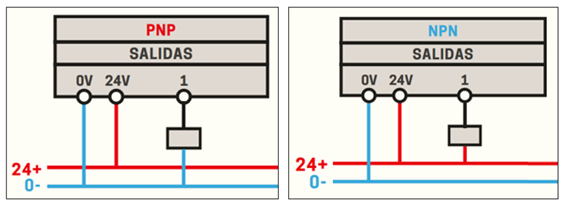 PNP
SALIDAS
0V 24V 1
24+
0-
NPN
SALIDAS
0V 24V 1
24+
0-